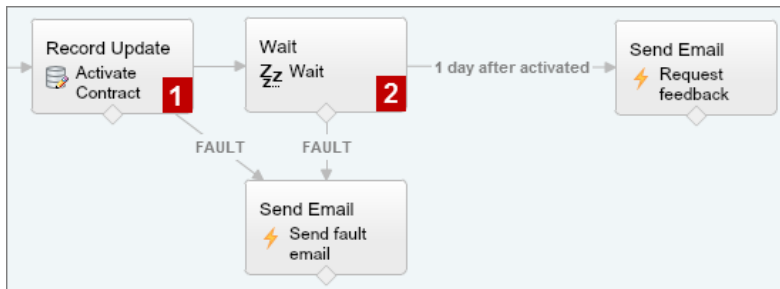 Record Update
Activate
Contract
1
Wait
Zzz... Wait
2
1 day after activated
Send Email
Request
feedback
FAULT
FAULT
Send Email
Send fault
email